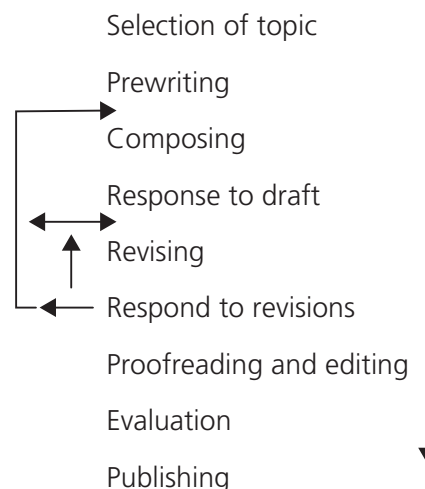 Selection of topic
Prewriting
Composing
Response to draft
Revising
Respond to revisions
Proofreading and editing
Evaluation
Publishing